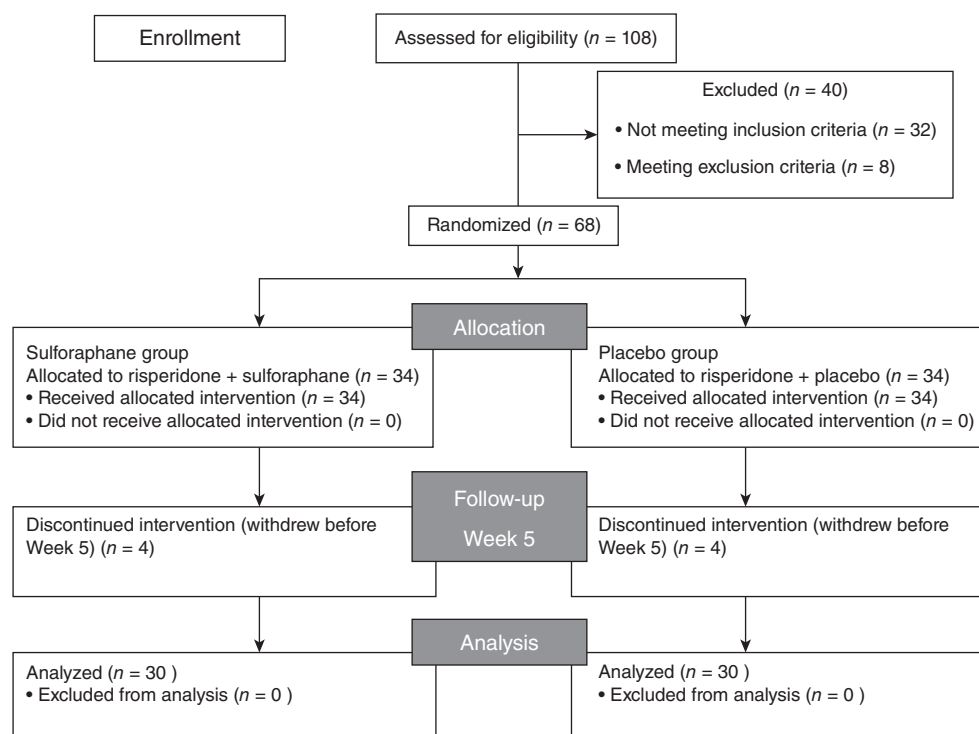 Enrollment
Assessed for eligibility (n = 108)
Excluded (n = 40)
• Not meeting inclusion criteria (n = 32)
• Meeting exclusion criteria (n = 8)
Randomized (n = 68)
Allocation
Sulforaphane group
Allocated to risperidone + sulforaphane (n = 34)
• Received allocated intervention (n = 34)
• Did not receive allocated intervention (n = 0)
Placebo group
Allocated to risperidone + placebo (n = 34)
• Received allocated intervention (n = 34)
• Did not receive allocated intervention (n = 0)
Follow-up
Week 5
Discontinued intervention (withdrew before
Week 5) (n = 4)
Discontinued intervention (withdrew before
Week 5) (n = 4)
Analysis
Analyzed (n = 30 )
• Excluded from analysis (n = 0 )
Analyzed (n = 30 )
• Excluded from analysis (n = 0 )